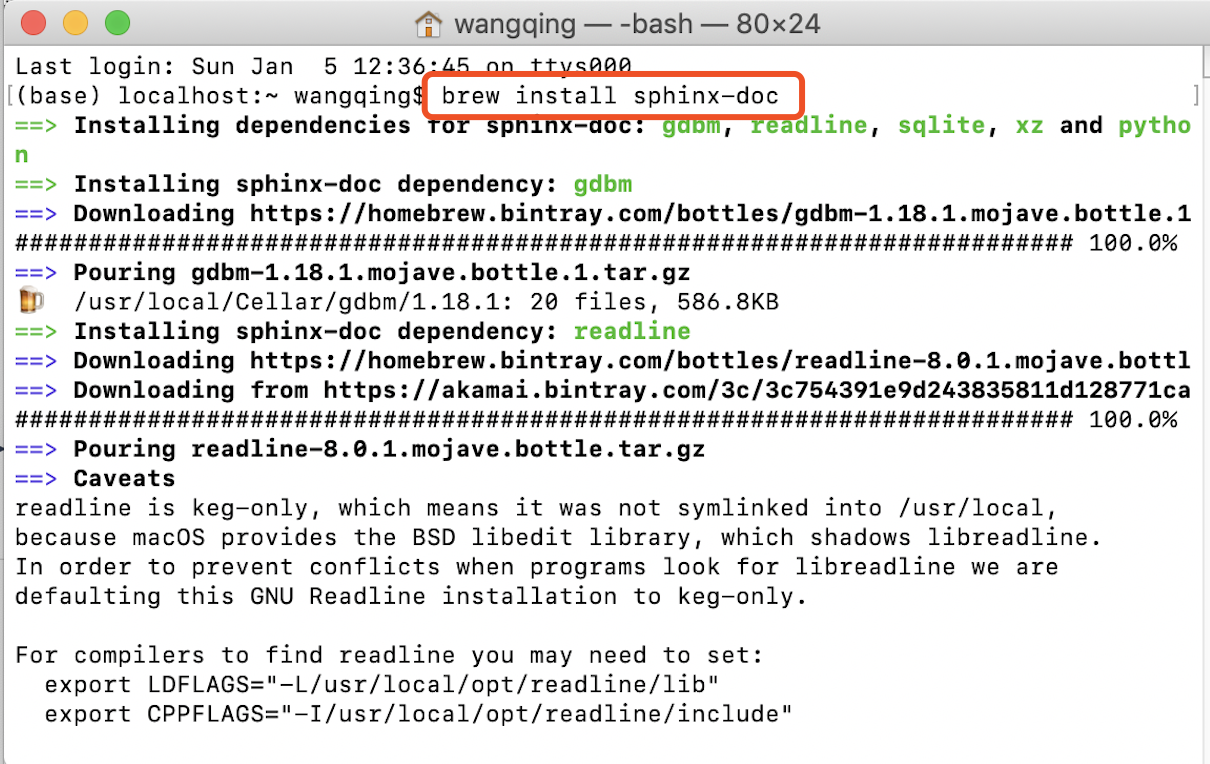 wangqing — -bash — 80×24
Last login: Sun Jan  5 12:36:45 on ttys000
[(base) localhost:~ wangqing$ brew install sphinx-doc ]
==> Installing dependencies for sphinx-doc: gdbm, readline, sqlite, xz and pytho
n
==> Installing sphinx-doc dependency: gdbm
==> Downloading https://homebrew.bintray.com/bottles/gdbm-1.18.1.mojave.bottle.1
######################################################################## 100.0%
==> Pouring gdbm-1.18.1.mojave.bottle.1.tar.gz
🍺  /usr/local/Cellar/gdbm/1.18.1: 20 files, 586.8KB
==> Installing sphinx-doc dependency: readline
==> Downloading https://homebrew.bintray.com/bottles/readline-8.0.1.mojave.bottl
==> Downloading from https://akamai.bintray.com/3c/3c754391e9d243835811d128771ca
######################################################################## 100.0%
==> Pouring readline-8.0.1.mojave.bottle.tar.gz
==> Caveats
readline is keg-only, which means it was not symlinked into /usr/local,
because macOS provides the BSD libedit library, which shadows libreadline.
In order to prevent conflicts when programs look for libreadline we are
defaulting this GNU Readline installation to keg-only.

For compilers to find readline you may need to set:
  export LDFLAGS="-L/usr/local/opt/readline/lib"
  export CPPFLAGS="-I/usr/local/opt/readline/include"